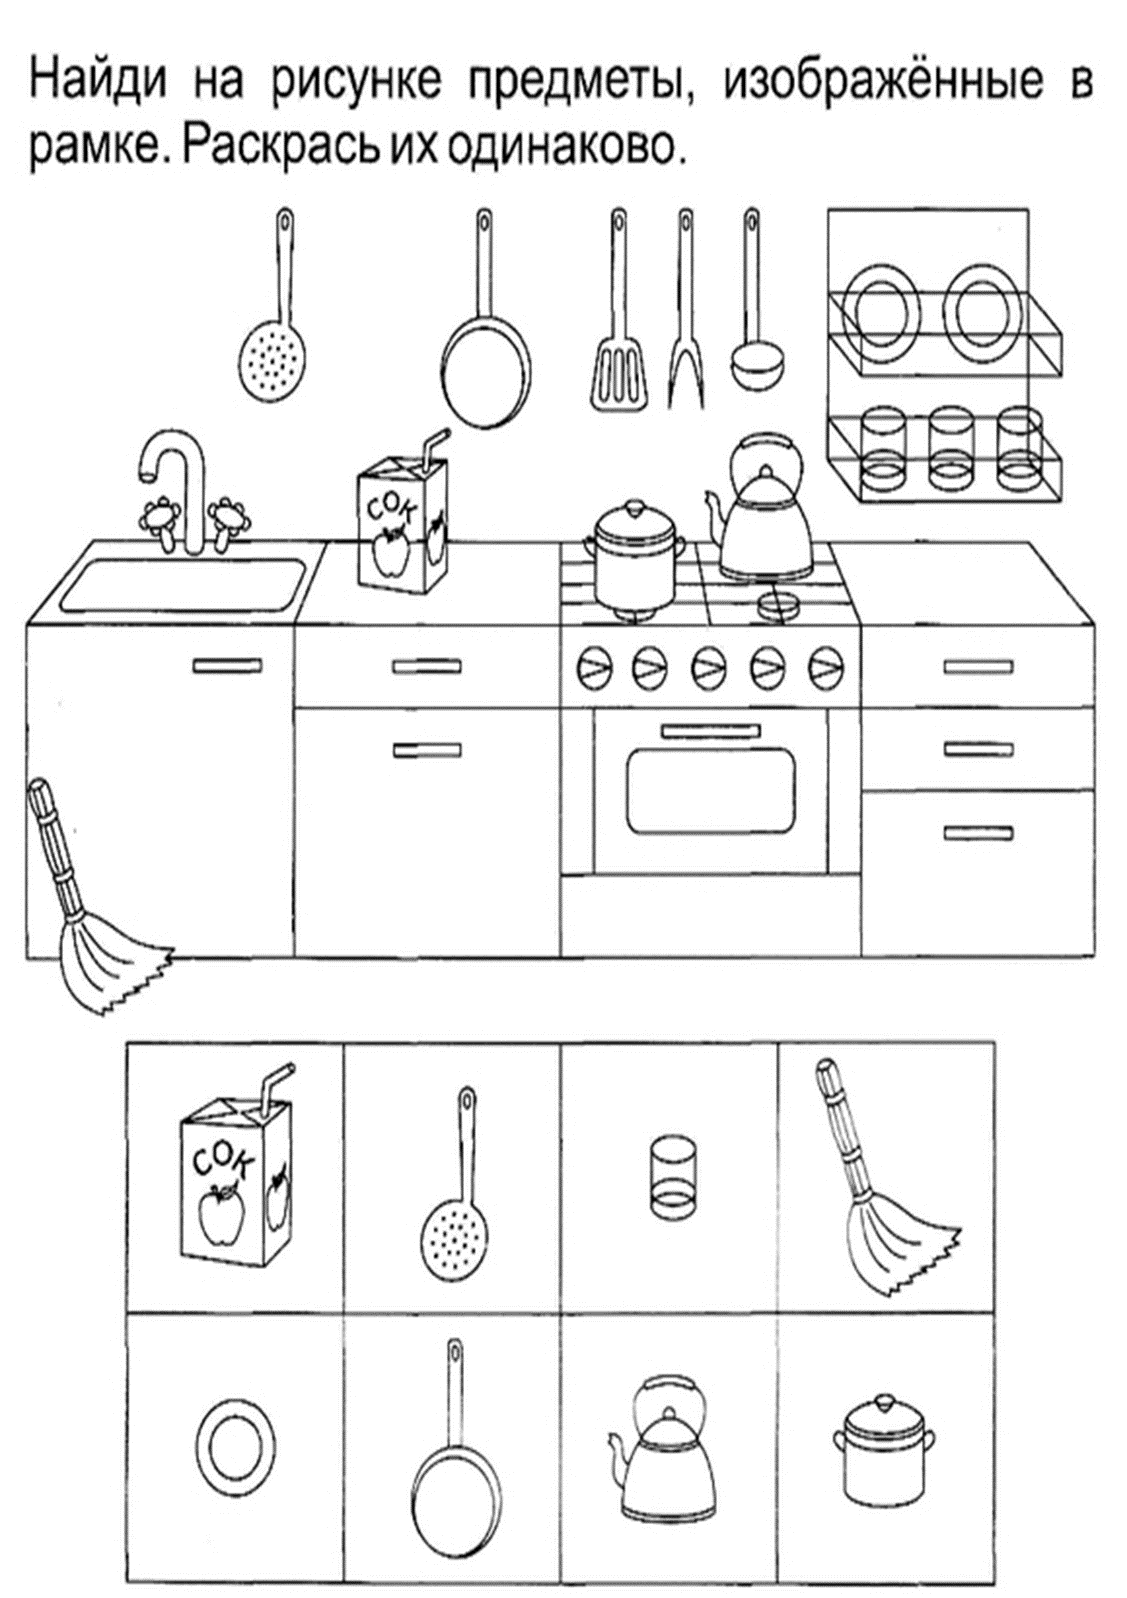 Найди на рисунке предметы, изображённые в
рамке. Раскрась их одинаково.
СОК
СОК